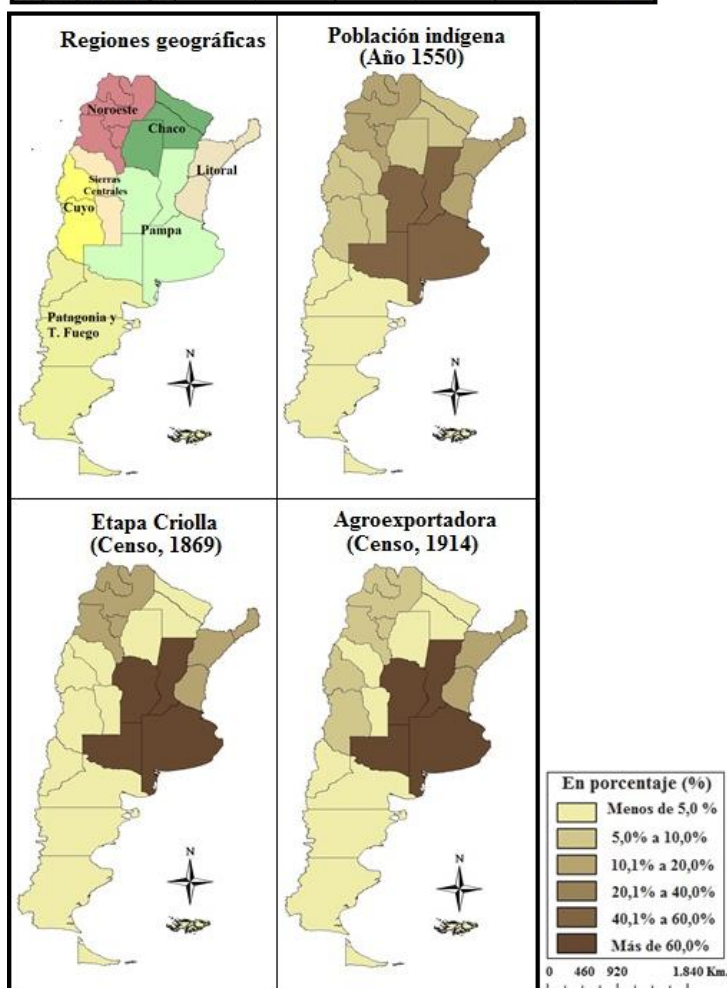 Regiones geográficas
Noroeste
Chaco
Litoral
Sierras
Centrales
Cuyo
Pampa
Patagonia y
T. Fuego
N
Población indígena
(Año 1550)
N
Etapa Criolla
(Censo, 1869)
N
Agroexportadora
(Censo, 1914)
N
En porcentaje (%)
Menos de 5,0 %
5,0% a 10,0%
10,1% a 20,0%
20,1% a 40,0%
40,1% a 60,0%
Más de 60,0%
0 460 920 1.840 Km.